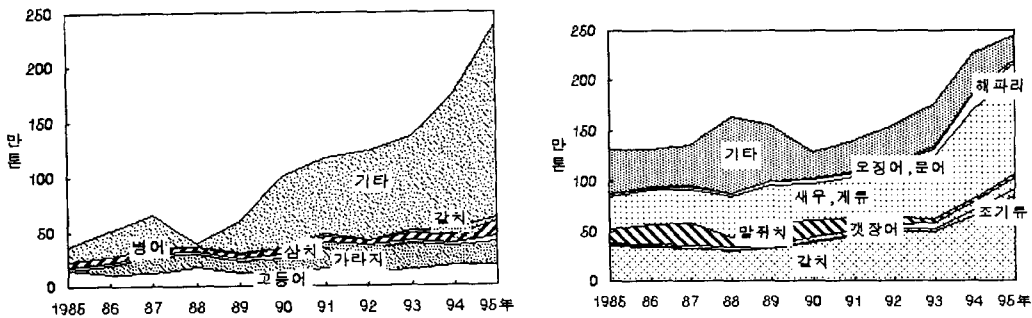 250
200
150
100
50
0
만톤
기타
갈치
병어
삼치
가라지
고등어
1985 86 87 88 89 90 91 92 93 94 95年
250
200
150
100
50
0
만톤
해파리
기타
오징어,문어
새우,게류
조기류
말쥐치
갯장어
갈치
1985 86 87 88 89 90 91 92 93 94 95年